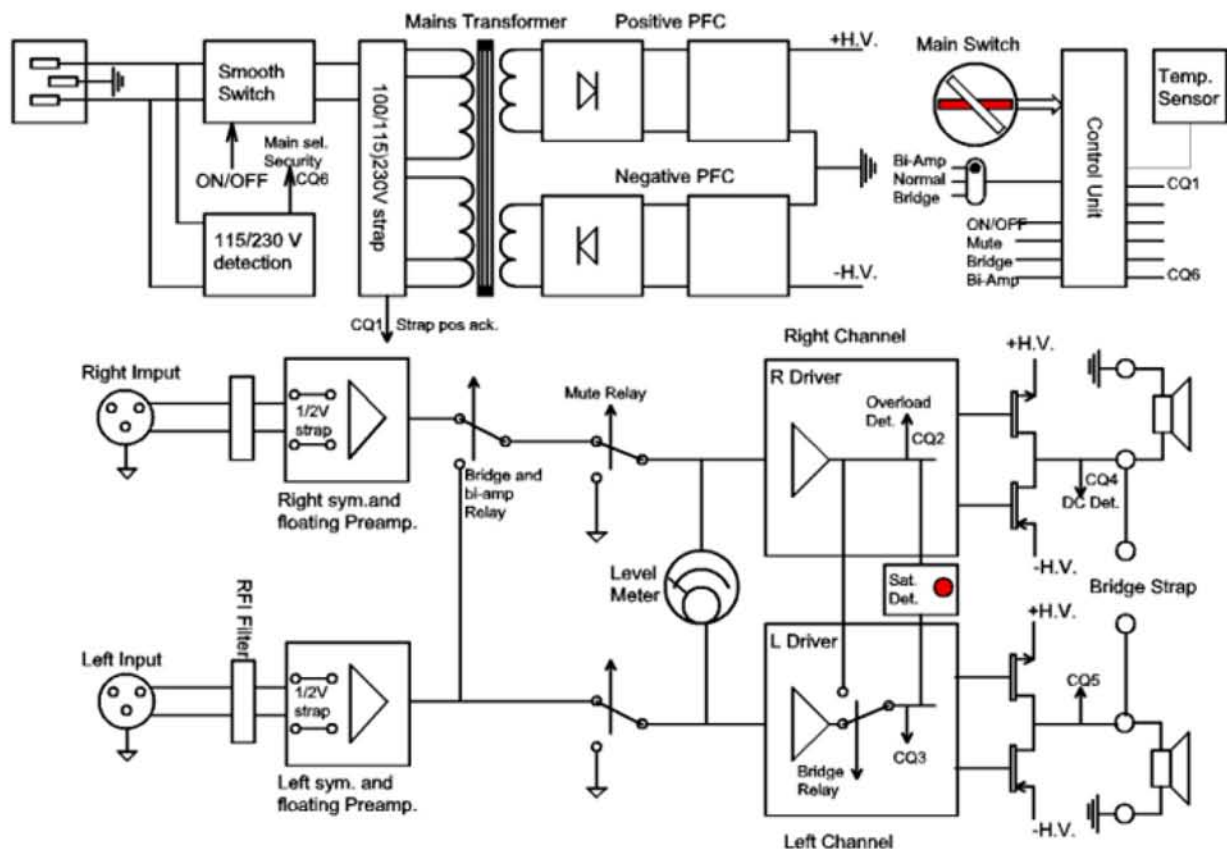 Mains Transformer
Positive PFC
+H.V.
Main Switch
Smooth
Switch
Temp.
Sensor
100/115)230V strap
Control Unit
Main sel.
Security
CQ6
ON/OFF
Bi-Amp
Normal
Bridge
CQ1
Negative PFC
115/230 V
detection
ON/OFF
Mute
Bridge
Bi-Amp
CQ6
-H.V.
CQ1
Strap pos ack.
Right Channel
+H.V.
Right Imput
R Driver
1/2V
strap
Mute Relay
Overload
Det.
CQ2
Bridge and
bi-amp
Relay
CQ4
DC Det.
Right sym.and
floating Preamp.
-H.V.
Level
Meter
Sat.
Det.
Bridge Strap
RFI Filter
+H.V.
Left Input
L Driver
1/2V
strap
CQ5
CQ3
Bridge
Relay
Left sym. and
floating Preamp.
-H.V.
Left Channel